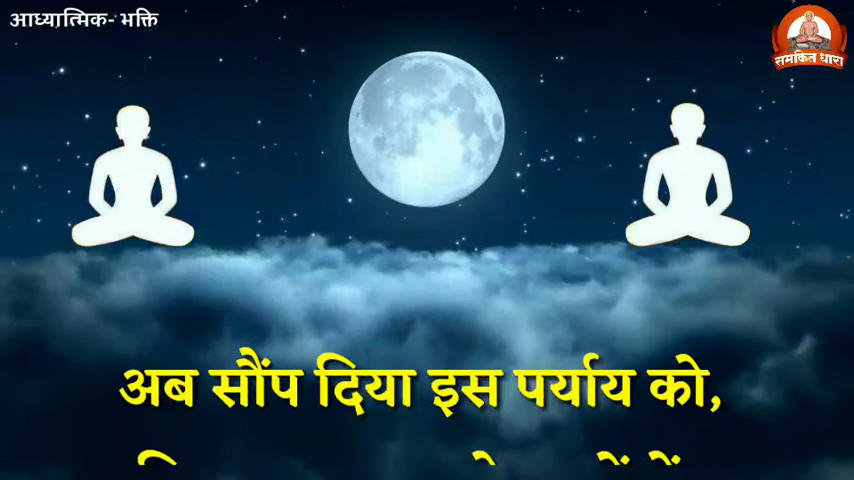 आध्यात्मिक- भक्ति
समकित धारा
अब सौंप दिया इस पर्याय को,